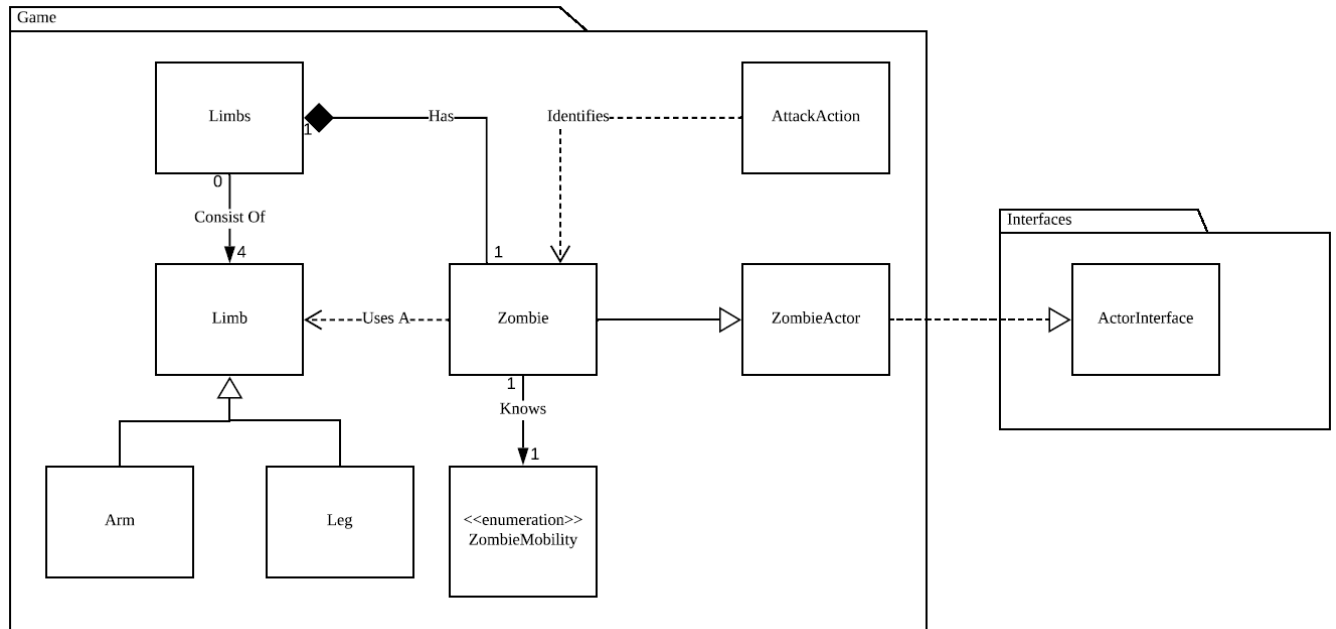 Game
Limbs
1
Has
Identifies
AttackAction
0
Consist Of
4
1
Interfaces
Limb
Uses A
Zombie
ZombieActor
ActorInterface
1
Knows
1
Arm
Leg
<<enumeration>>
ZombieMobility